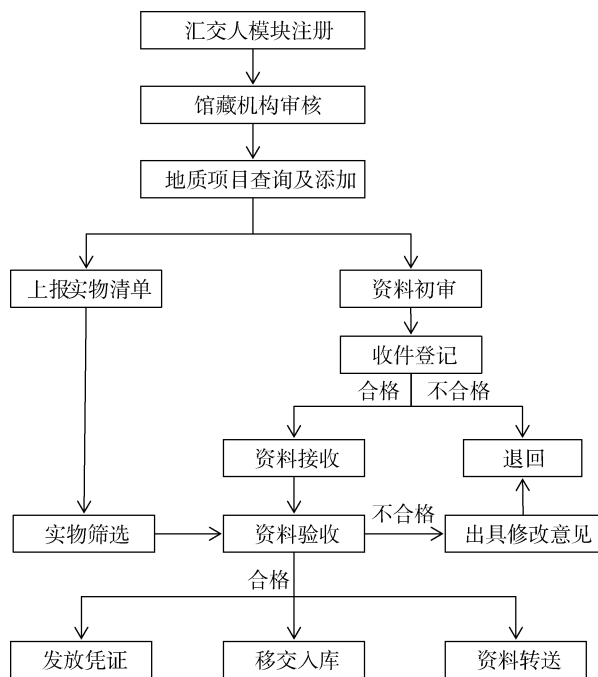 汇交人模块注册
馆藏机构审核
地质项目查询及添加
上报实物清单
资料初审
收件登记
合格
不合格
资料接收
退回
实物筛选
资料验收
不合格
出具修改意见
合格
发放凭证
移交入库
资料转送